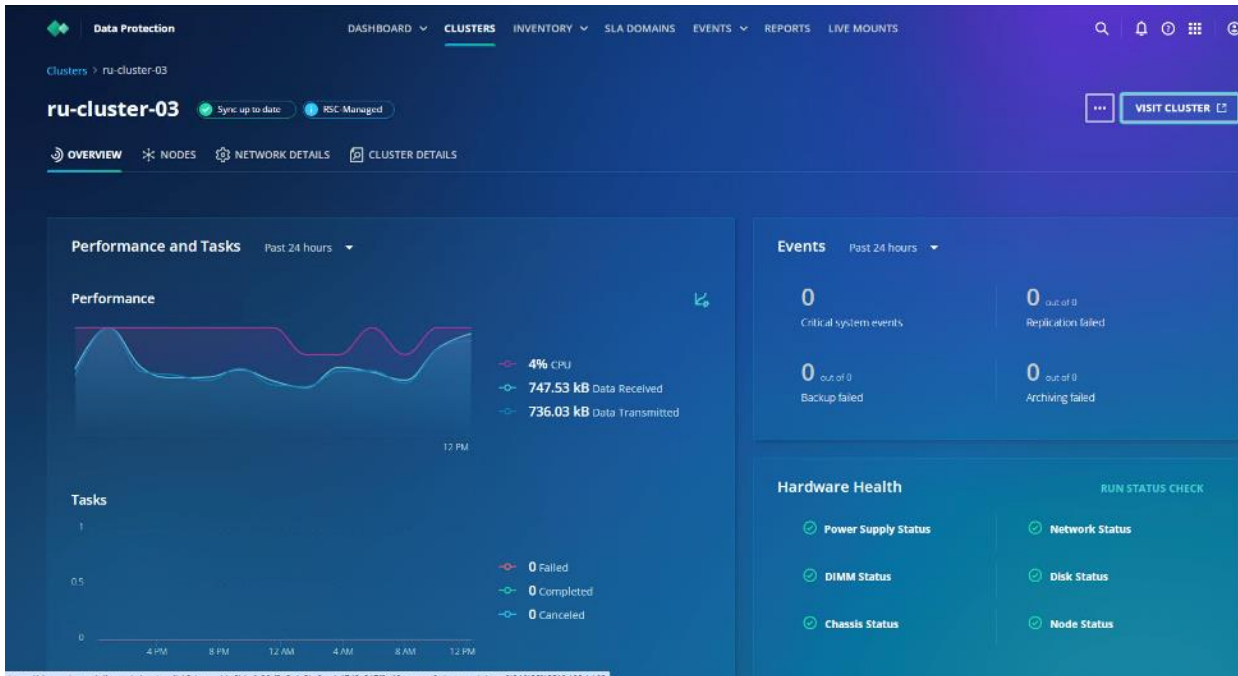 Data Protection DASHBOARD CLUSTERS INVENTORY SLA DOMAINS EVENTS REPORTS LIVE MOUNTS
Clusters > ru-cluster-03
ru-cluster-03 Sync up to date RSC-Managed
VISIT CLUSTER
OVERVIEW NODES NETWORK DETAILS CLUSTER DETAILS
Performance and Tasks Past 24 hours
Performance
4% CPU
747.53 kB Data Received
736.03 kB Data Transmitted
12 PM
Tasks
1
0.5
0
4 PM 8 PM 12 AM 4 AM 8 AM 12 PM
0 Failed
0 Completed
0 Canceled
Events Past 24 hours
0 0 out of 0
Critical system events Replication failed
0 out of 0 0 out of 0
Backup failed Archiving failed
Hardware Health RUN STATUS CHECK
Power Supply Status Network Status
DIMM Status Disk Status
Chassis Status Node Status